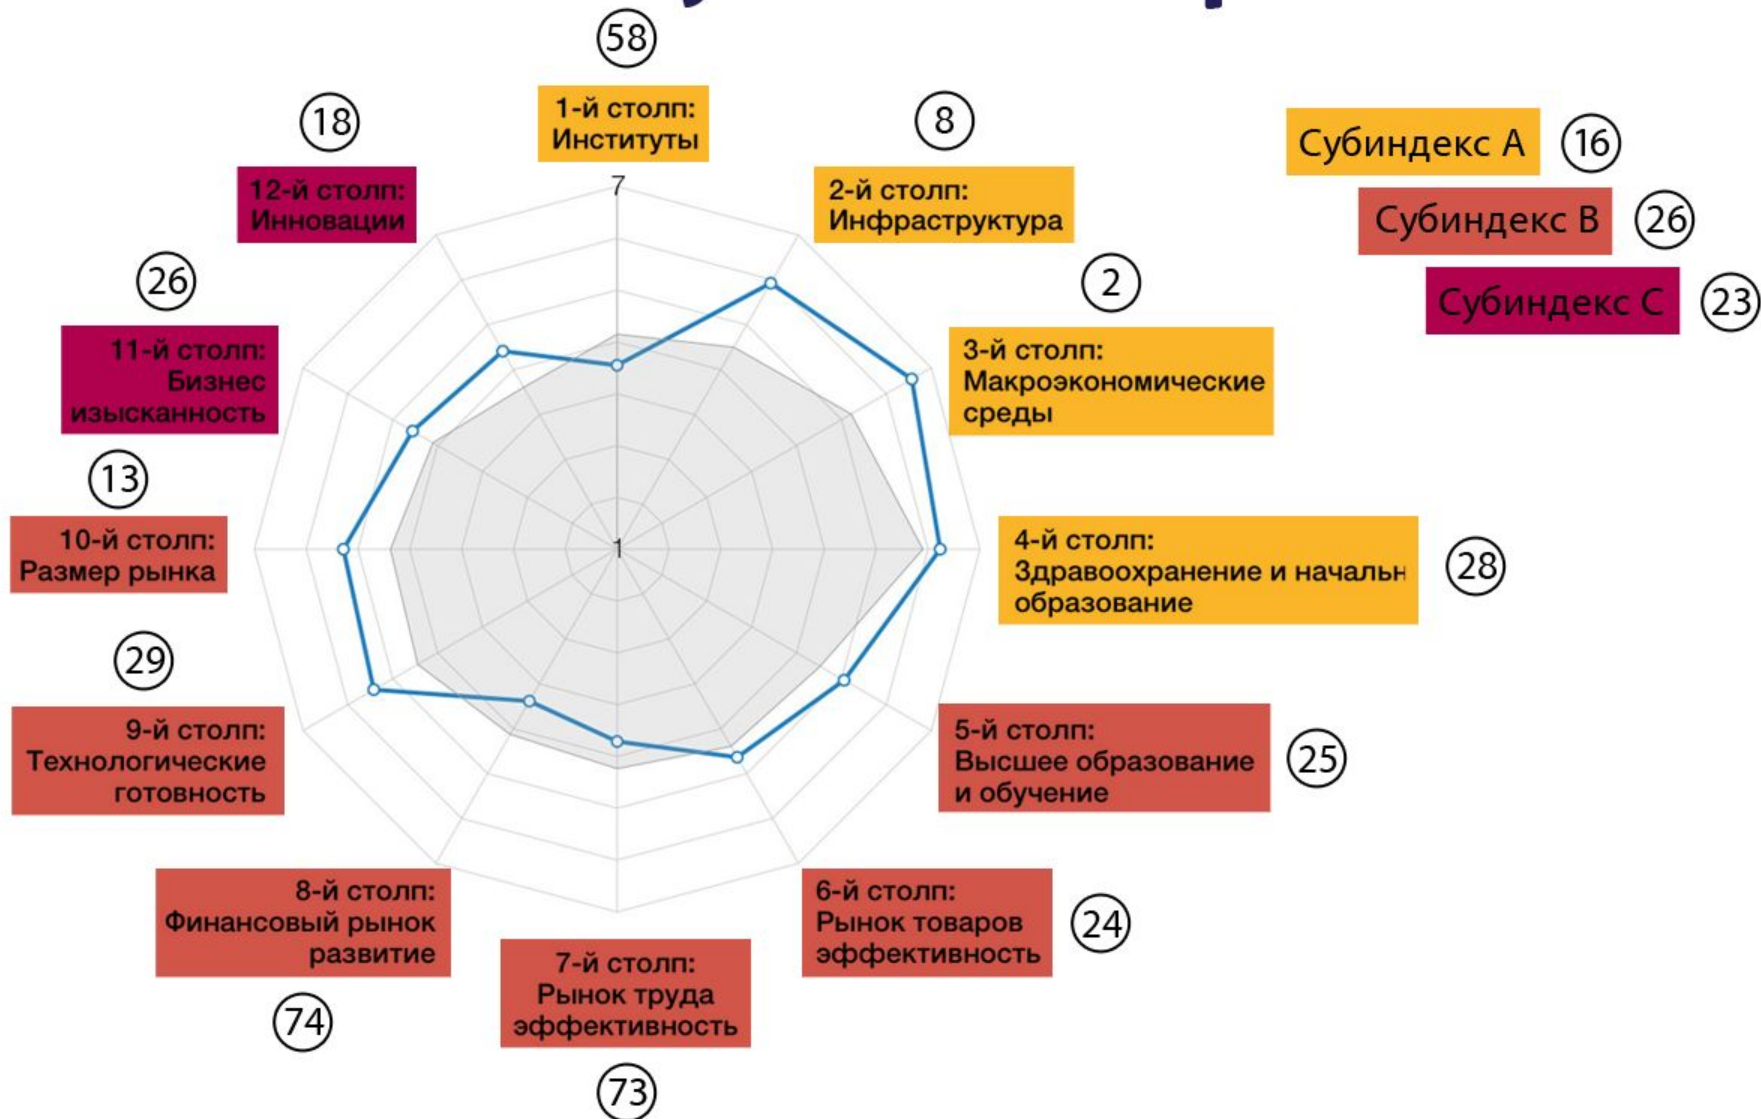 58
1-й столп:
Институты
8
2-й столп:
Инфраструктура
2
3-й столп:
Макроэкономические
среды
28
4-й столп:
Здравоохранение и начальн
образование
25
5-й столп:
Высшее образование
и обучение
24
6-й столп:
Рынок товаров
эффективность
7-й столп:
Рынок труда
эффективность
73
8-й столп:
Финансовый рынок
развитие
74
29
9-й столп:
Технологические
готовность
13
10-й столп:
Размер рынка
26
11-й столп:
Бизнес
изысканность
18
12-й столп:
Инновации
7
1
Субиндекс А 16
Субиндекс В 26
Субиндекс С 23